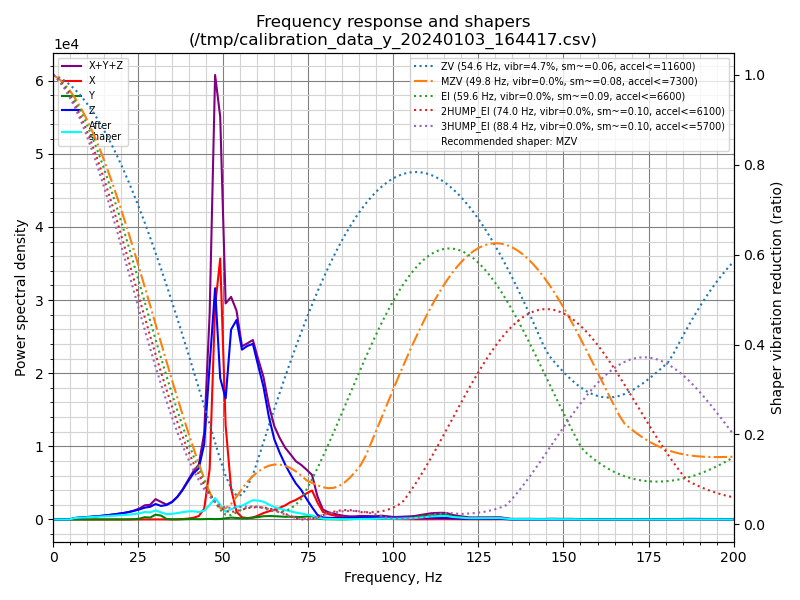 Frequency response and shapers
(/tmp/calibration_data_y_20240103_164417.csv)
1e4
X+Y+Z
X
Y
Z
After
shaper
ZV (54.6 Hz, vibr=4.7%, sm~=0.06, accel<=11600)
MZV (49.8 Hz, vibr=0.0%, sm~=0.08, accel<=7300)
EI (59.6 Hz, vibr=0.0%, sm~=0.09, accel<=6600)
2HUMP_EI (74.0 Hz, vibr=0.0%, sm~=0.10, accel<=6100)
3HUMP_EI (88.4 Hz, vibr=0.0%, sm~=0.10, accel<=5700)
Recommended shaper: MZV
Power spectral density
6
5
4
3
2
1
0
1.0
0.8
0.6
0.4
0.2
0.0
Shaper vibration reduction (ratio)
0 25 50 75 100 125 150 175 200
Frequency, Hz